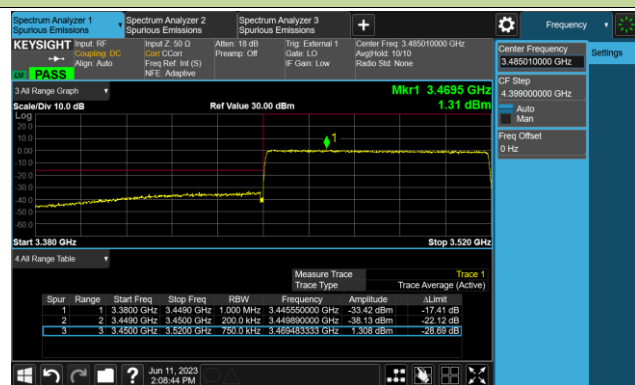 Spectrum Analyzer 1
Spurious Emissions
Spectrum Analyzer 2
Spurious Emissions
Spectrum Analyzer 3
Spurious Emissions
+
Frequency
KEYSIGHT
Input: RF
Coupling: DC
Align: Auto
Input Z: 50 Ω
Corr CCorr
Freq Ref: Int (S)
NFE: Adaptive
Atten: 18 dB
Preamp: Off
Trig: External 1
Gate: LO
IF Gain: Low
Center Freq: 3.485010000 GHz
Avg|Hold: 10/10
Radio Std: None
LXI PASS
Center Frequency
3.485010000 GHz
Settings
CF Step
4.399000000 GHz
Auto
Man
Freq Offset
0 Hz
3 All Range Graph
Mkr1 3.4695 GHz
Scale/Div 10.0 dB
Ref Value 30.00 dBm
1.31 dBm
Log
20.0
10.0
0.00
-10.0
-20.0
-30.0
-40.0
-50.0
-60.0
1
Start 3.380 GHz
Stop 3.520 GHz
4 All Range Table
Measure Trace Trace 1
Trace Type Trace Average (Active)
Spur Range Start Freq Stop Freq RBW Frequency Amplitude ΔLimit
1 1 3.3800 GHz 3.4490 GHz 1.000 MHz 3.445550000 GHz -33.42 dBm -17.41 dB
2 2 3.4490 GHz 3.4500 GHz 200.0 kHz 3.449890000 GHz -38.13 dBm -22.12 dB
3 3 3.4500 GHz 3.5200 GHz 750.0 kHz 3.469483333 GHz 1.308 dBm -28.69 dB
?
Jun 11, 2023
2:08:44 PM